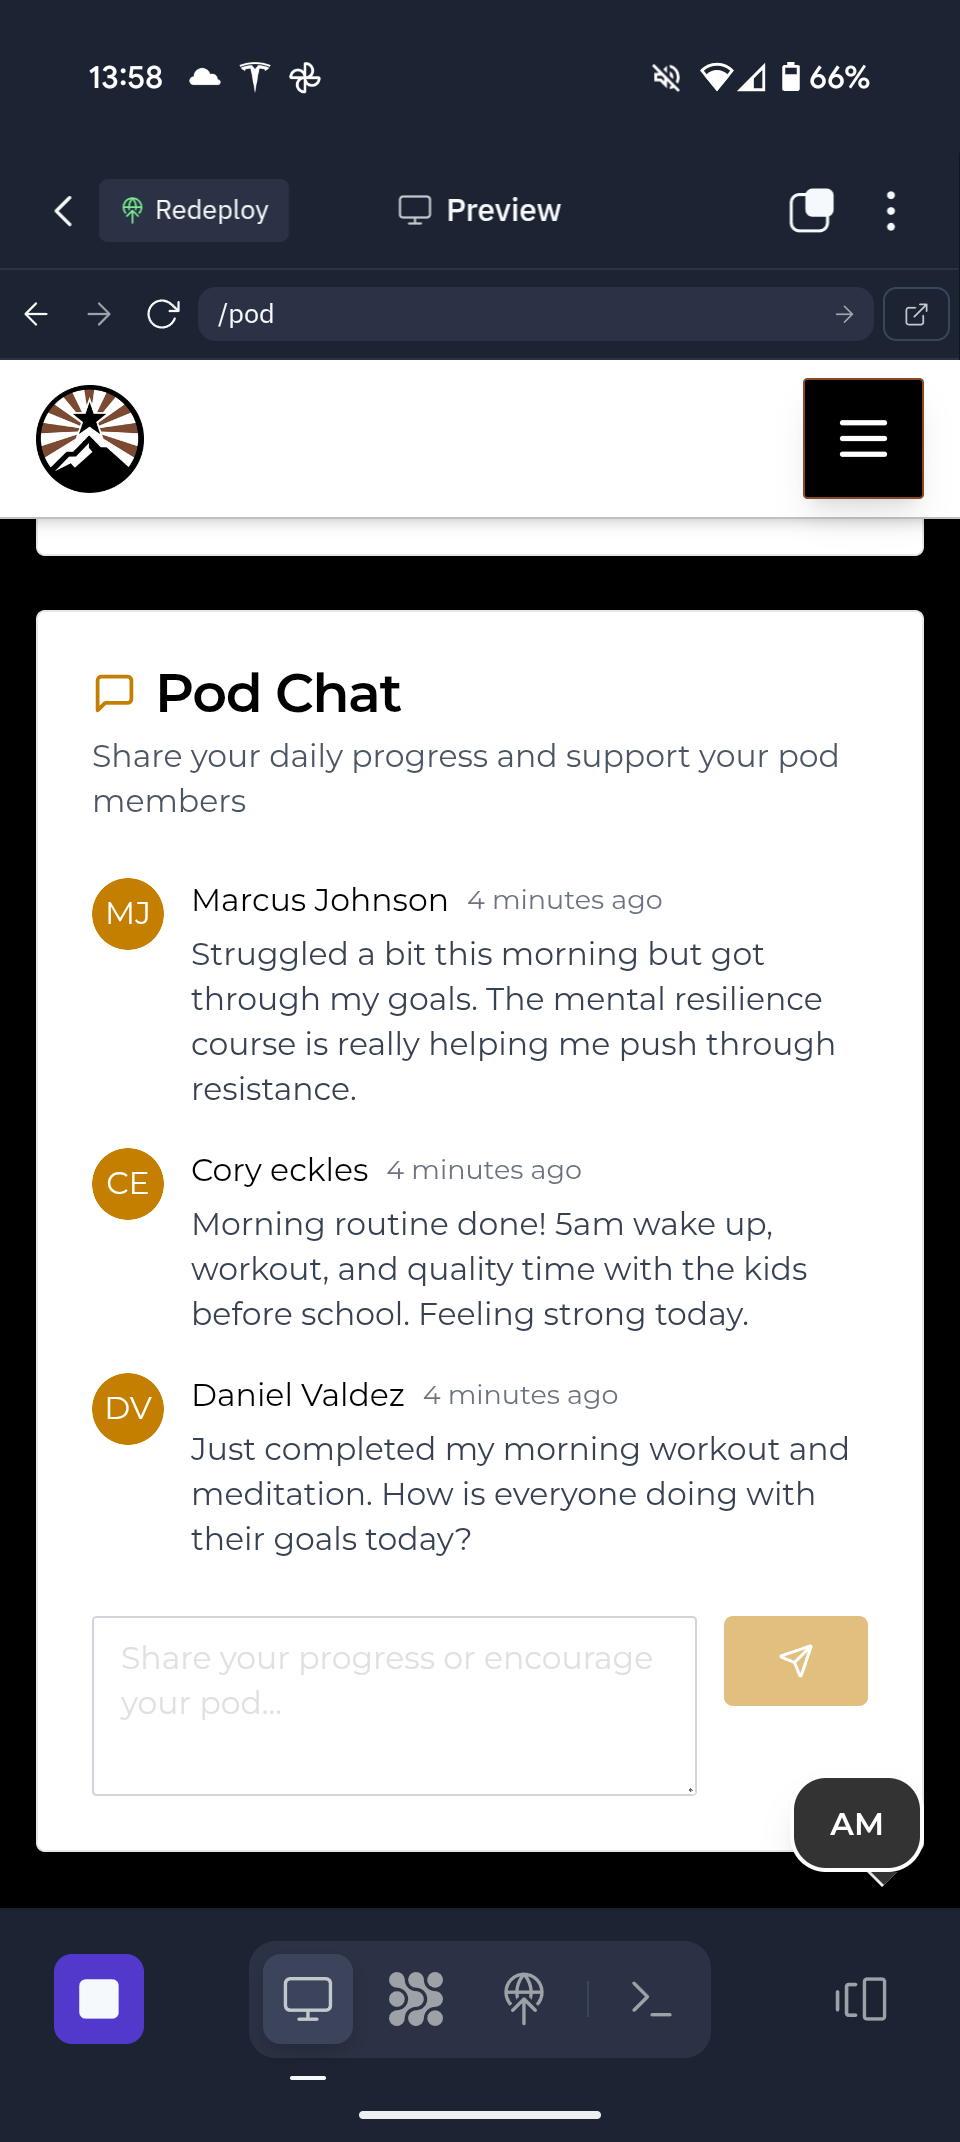 13:58
66%
Redeploy
Preview
/pod
Pod Chat
Share your daily progress and support your pod
members
MJ
Marcus Johnson 4 minutes ago
Struggled a bit this morning but got
through my goals. The mental resilience
course is really helping me push through
resistance.
CE
Cory eckles 4 minutes ago
Morning routine done! 5am wake up,
workout, and quality time with the kids
before school. Feeling strong today.
DV
Daniel Valdez 4 minutes ago
Just completed my morning workout and
meditation. How is everyone doing with
their goals today?
Share your progress or encourage
your pod...
AM